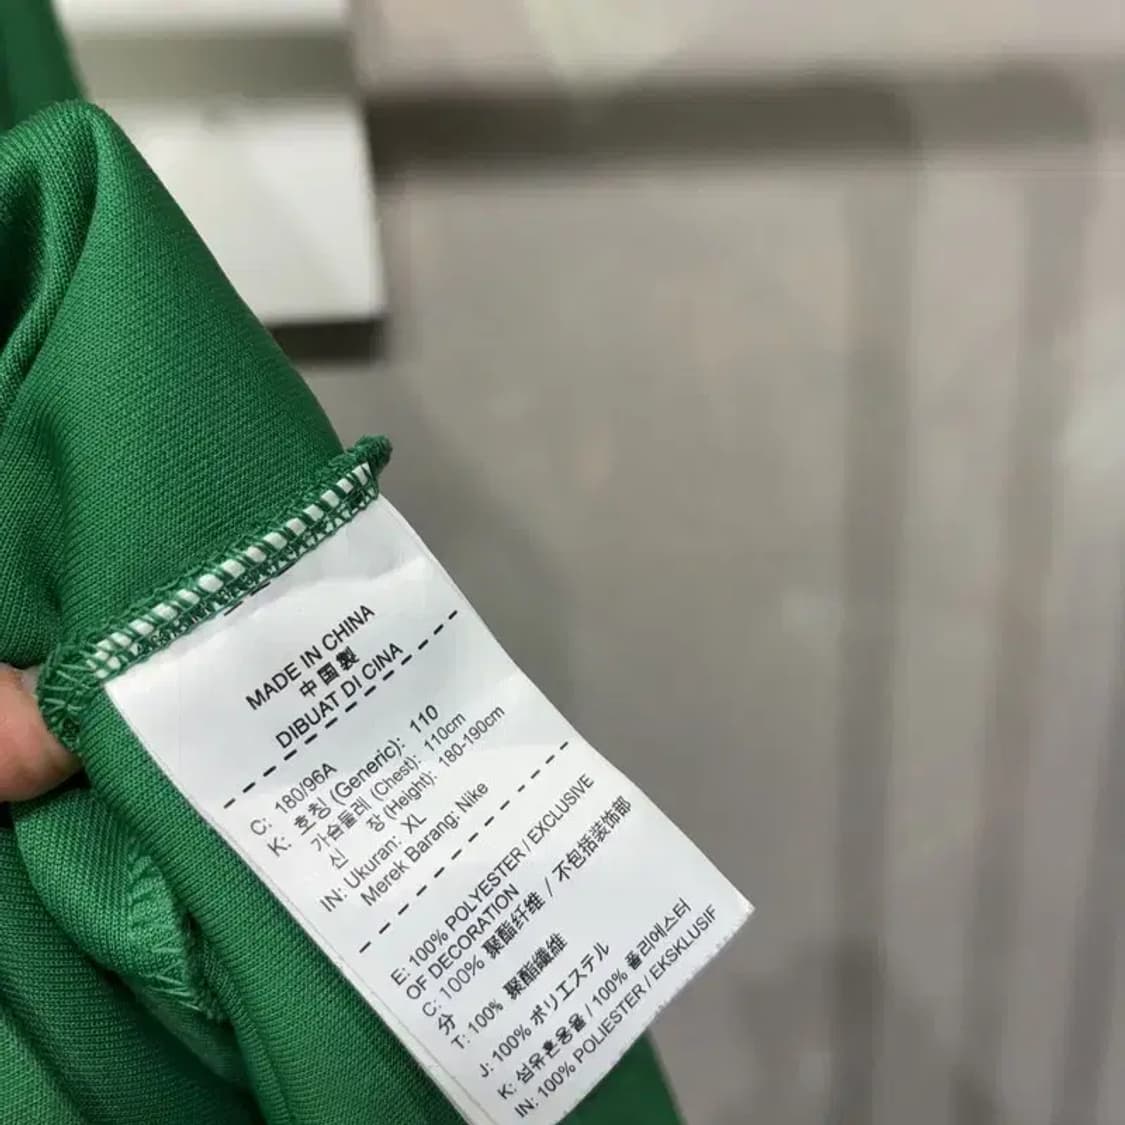 MADE IN CHINA
中国製
DIBUAT DI CINA
C: 180/96A
K: 호칭 (Generic): 110
가슴둘레 (Chest): 110cm
신 장 (Height): 180-190cm
IN: Ukuran: XL
Merek Barang: Nike
E: 100% POLYESTER / EXCLUSIVE
OF DECORATION
C: 100% 聚酯纤维 / 不包括装饰部
分
T: 100% 聚酯纖維
J: 100% ポリエステル
K: 섬유혼용율 / 100% 폴리에스터
IN: 100% POLIESTER / EKSKLUSIF